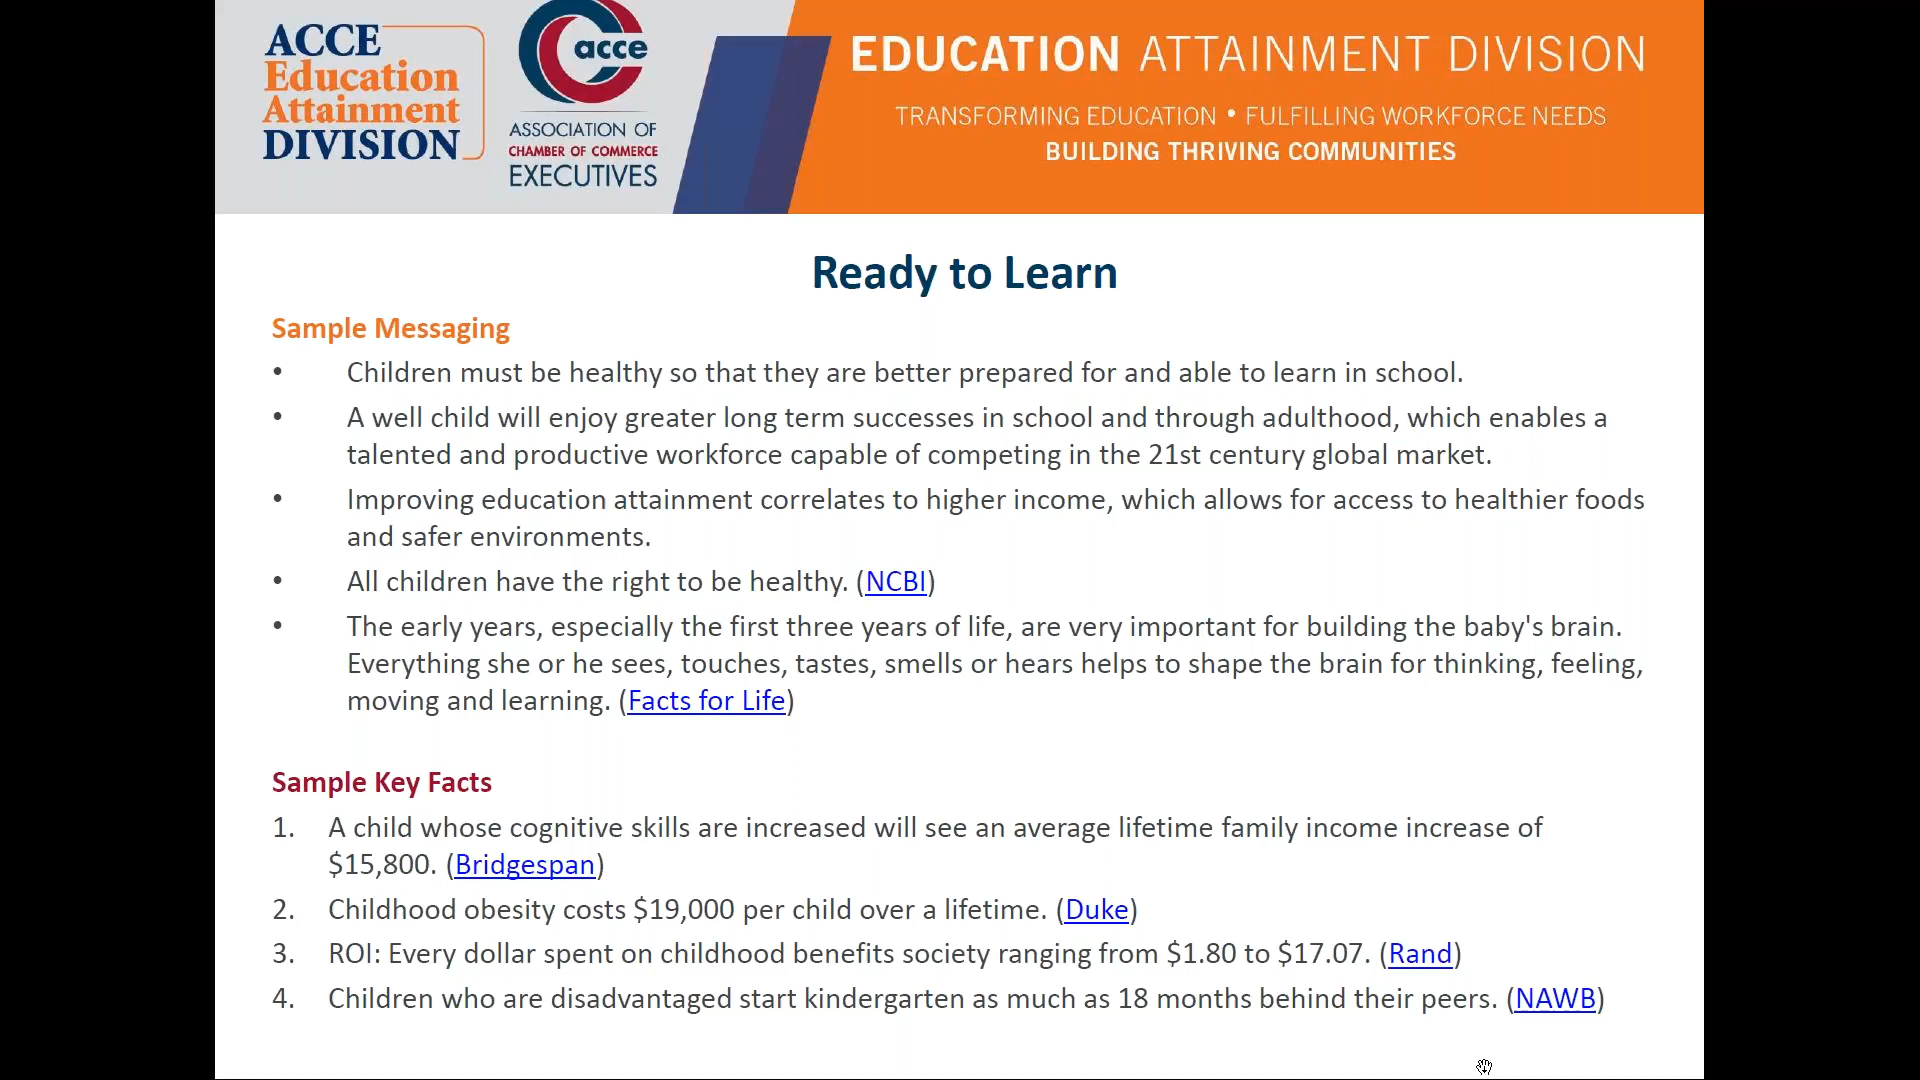 ACCE
Education
Attainment
DIVISION
acce
ASSOCIATION OF
CHAMBER OF COMMERCE
EXECUTIVES
EDUCATION ATTAINMENT DIVISION
TRANSFORMING EDUCATION • FULFILLING WORKFORCE NEEDS
BUILDING THRIVING COMMUNITIES
Ready to Learn
Sample Messaging
• Children must be healthy so that they are better prepared for and able to learn in school.
• A well child will enjoy greater long term successes in school and through adulthood, which enables a
talented and productive workforce capable of competing in the 21st century global market.
• Improving education attainment correlates to higher income, which allows for access to healthier foods
and safer environments.
• All children have the right to be healthy. (NCBI)
• The early years, especially the first three years of life, are very important for building the baby's brain.
Everything she or he sees, touches, tastes, smells or hears helps to shape the brain for thinking, feeling,
moving and learning. (Facts for Life)
Sample Key Facts
1. A child whose cognitive skills are increased will see an average lifetime family income increase of
$15,800. (Bridgespan)
2. Childhood obesity costs $19,000 per child over a lifetime. (Duke)
3. ROI: Every dollar spent on childhood benefits society ranging from $1.80 to $17.07. (Rand)
4. Children who are disadvantaged start kindergarten as much as 18 months behind their peers. (NAWB)